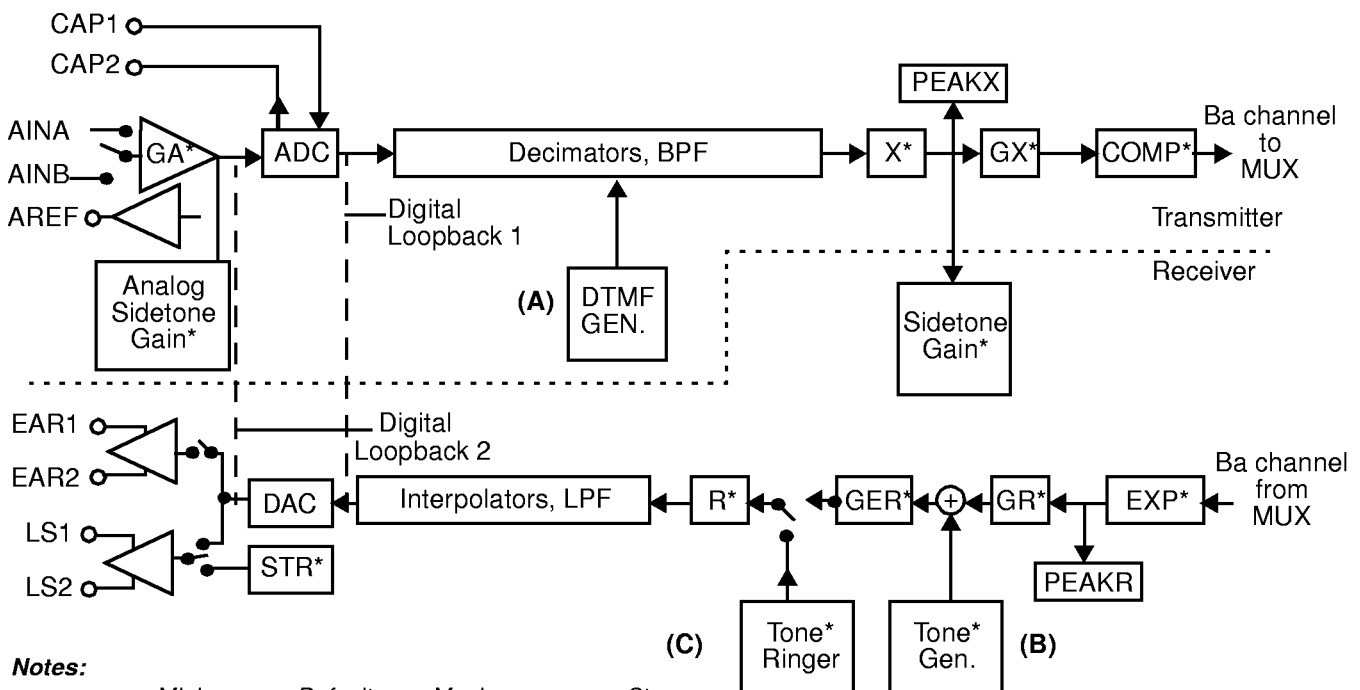 CAP1
CAP2
PEAKX
AINA
GA*
ADC
Decimators, BPF
X*
GX*
COMP*
Ba channel
to
MUX
AINB
AREF
Digital
Loopback 1
Transmitter
Receiver
Analog
Sidetone
Gain*
(A)
DTMF
GEN.
Sidetone
Gain*
EAR1
EAR2
Digital
Loopback 2
DAC
Interpolators, LPF
R*
GER*
+
GR*
EXP*
Ba channel
from
MUX
LS1
LS2
STR*
PEAKR
(C)
Tone*
Ringer
Tone*
Gen.
(B)
Notes: